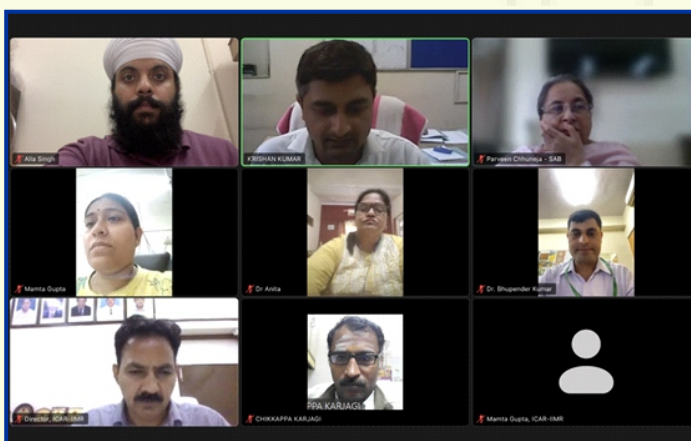 Alla Singh
KRISHAN KUMAR
Parveen Chhuneja - SAB
Mamta Gupta
Dr Anita
Dr. Bhupender Kumar
Director, ICAR-IIMR
PPA KARJAGI
CHIKKAPPA KARJAGI
Mamta Gupta, ICAR-IIMR